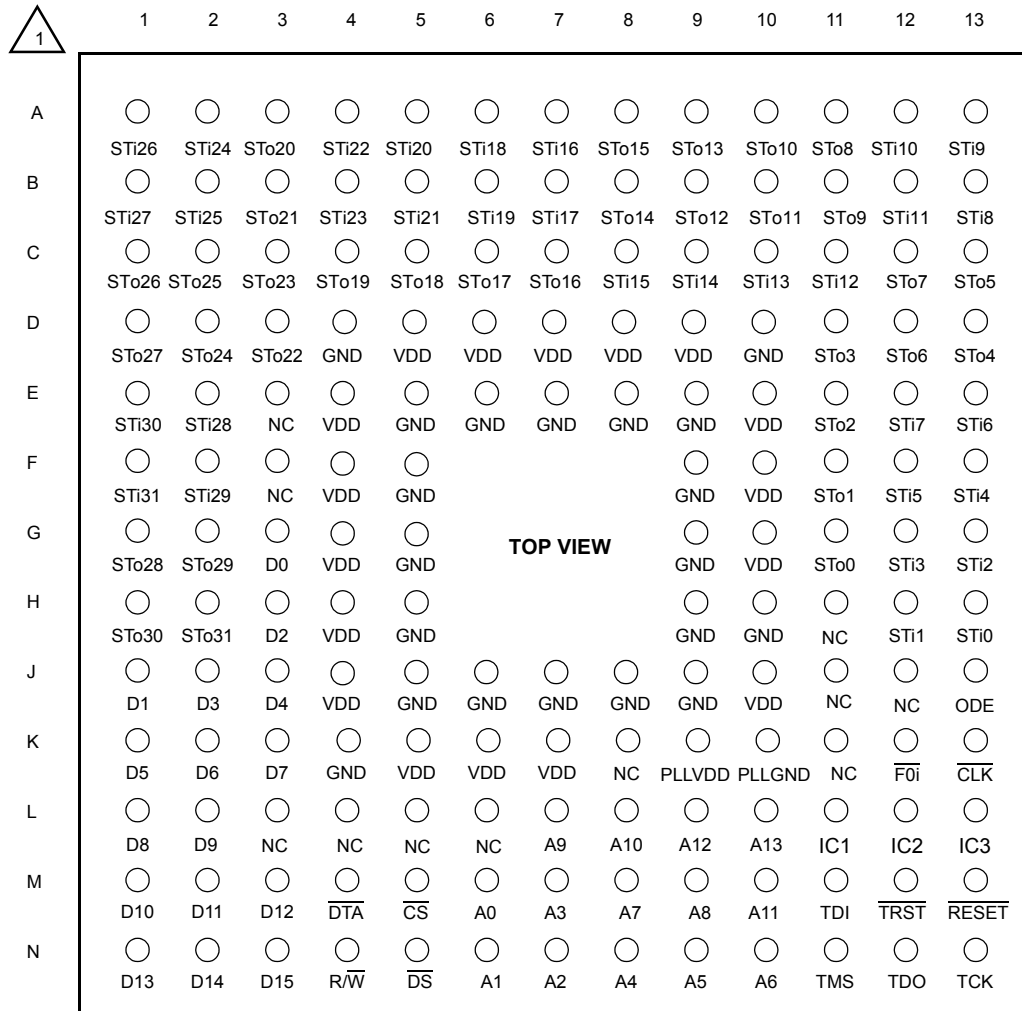 1 1 2 3 4 5 6 7 8 9 10 11 12 13
A
STi26 STi24 STo20 STi22 STi20 STi18 STi16 STo15 STo13 STo10 STo8 STi10 STi9
B
STi27 STi25 STo21 STi23 STi21 STi19 STi17 STo14 STo12 STo11 STo9 STi11 STi8
C
STo26 STo25 STo23 STo19 STo18 STo17 STo16 STi15 STi14 STi13 STi12 STo7 STo5
D
STo27 STo24 STo22 GND VDD VDD VDD VDD VDD GND STo3 STo6 STo4
E
STi30 STi28 NC VDD GND GND GND GND GND VDD STo2 STi7 STi6
F
STi31 STi29 NC VDD GND GND VDD STo1 STi5 STi4
G
TOP VIEW
STo28 STo29 D0 VDD GND GND VDD STo0 STi3 STi2
H
STo30 STo31 D2 VDD GND GND GND NC STi1 STi0
J
D1 D3 D4 VDD GND GND GND GND GND VDD NC NC ODE
K
D5 D6 D7 GND VDD VDD VDD NC PLLVDD PLLGND NC F0i CLK
L
D8 D9 NC NC NC NC A9 A10 A12 A13 IC1 IC2 IC3
M
D10 D11 D12 DTA CS A0 A3 A7 A8 A11 TDI TRST RESET
N
D13 D14 D15 R/W DS A1 A2 A4 A5 A6 TMS TDO TCK